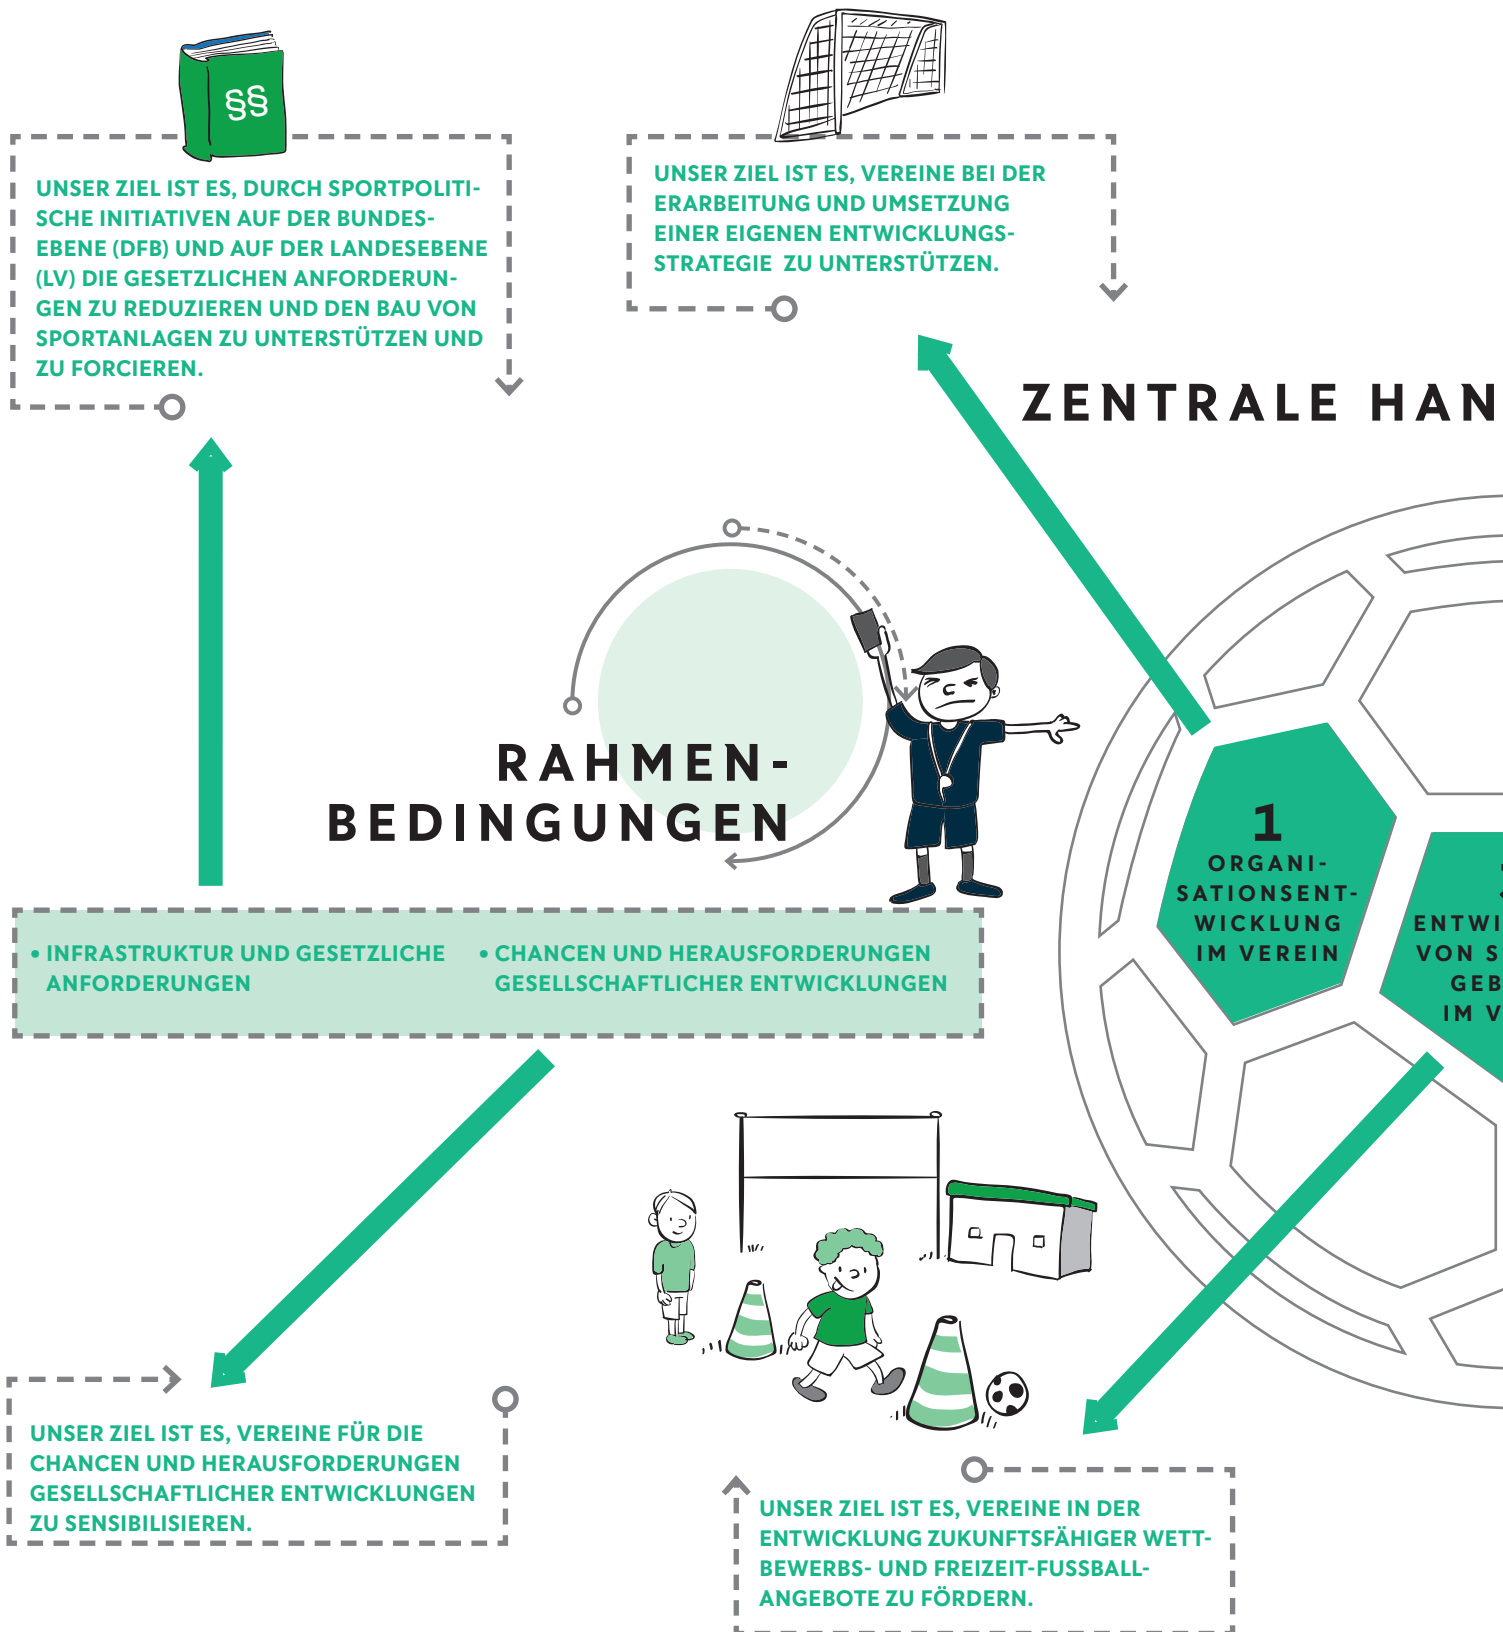 §§
UNSER ZIEL IST ES, DURCH SPORTPOLITI-
SCHE INITIATIVEN AUF DER BUNDES-
EBENE (DFB) UND AUF DER LANDESEBENE
(LV) DIE GESETZLICHEN ANFORDERUN-
GEN ZU REDUZIEREN UND DEN BAU VON
SPORTANLAGEN ZU UNTERSTÜTZEN UND
ZU FORCIEREN.
UNSER ZIEL IST ES, VEREINE BEI DER
ERARBEITUNG UND UMSETZUNG
EINER EIGENEN ENTWICKLUNGS-
STRATEGIE ZU UNTERSTÜTZEN.
ZENTRALE HAN
RAHMEN-
BEDINGUNGEN
• INFRASTRUKTUR UND GESETZLICHE
ANFORDERUNGEN
• CHANCEN UND HERAUSFORDERUNGEN
GESELLSCHAFTLICHER ENTWICKLUNGEN
1
ORGANI-
SATIONSENT-
WICKLUNG
IM VEREIN
ENTWI
VON S
GEB
IM V
UNSER ZIEL IST ES, VEREINE FÜR DIE
CHANCEN UND HERAUSFORDERUNGEN
GESELLSCHAFTLICHER ENTWICKLUNGEN
ZU SENSIBILISIEREN.
UNSER ZIEL IST ES, VEREINE IN DER
ENTWICKLUNG ZUKUNFTSFÄHIGER WETT-
BEWERBS- UND FREIZEIT-FUSSBALL-
ANGEBOTE ZU FÖRDERN.